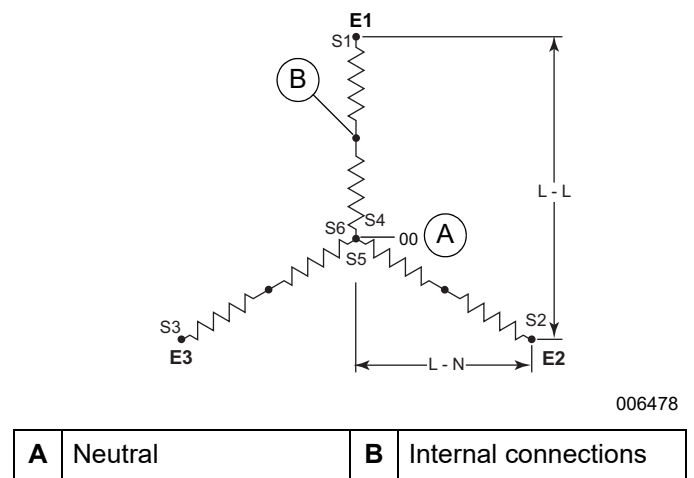 E1
S1
B
L - L
S4
S6
00
A
S5
S3
S2
E3
L - N
E2
006478
A Neutral B Internal connections